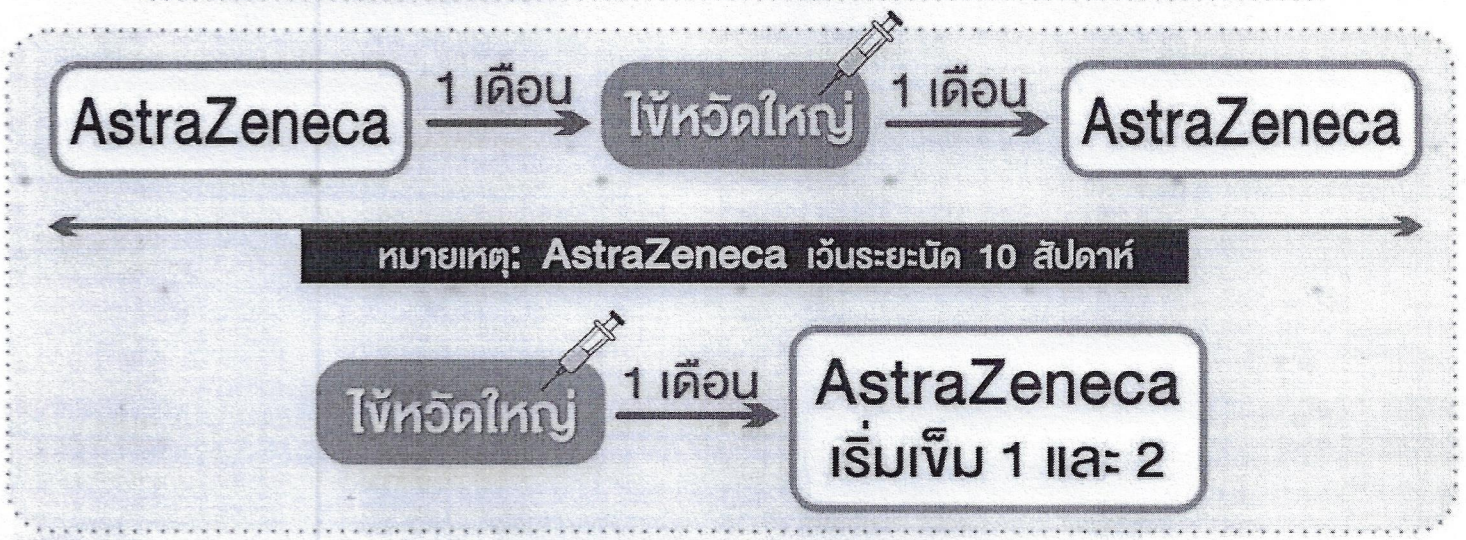 AstraZeneca 1 เดือน ไข้หวัดใหญ่ 1 เดือน AstraZeneca
หมายเหตุ: AstraZeneca เว้นระยะนัด 10 สัปดาห์
ไข้หวัดใหญ่ 1 เดือน AstraZeneca
เริ่มเข็ม 1 และ 2